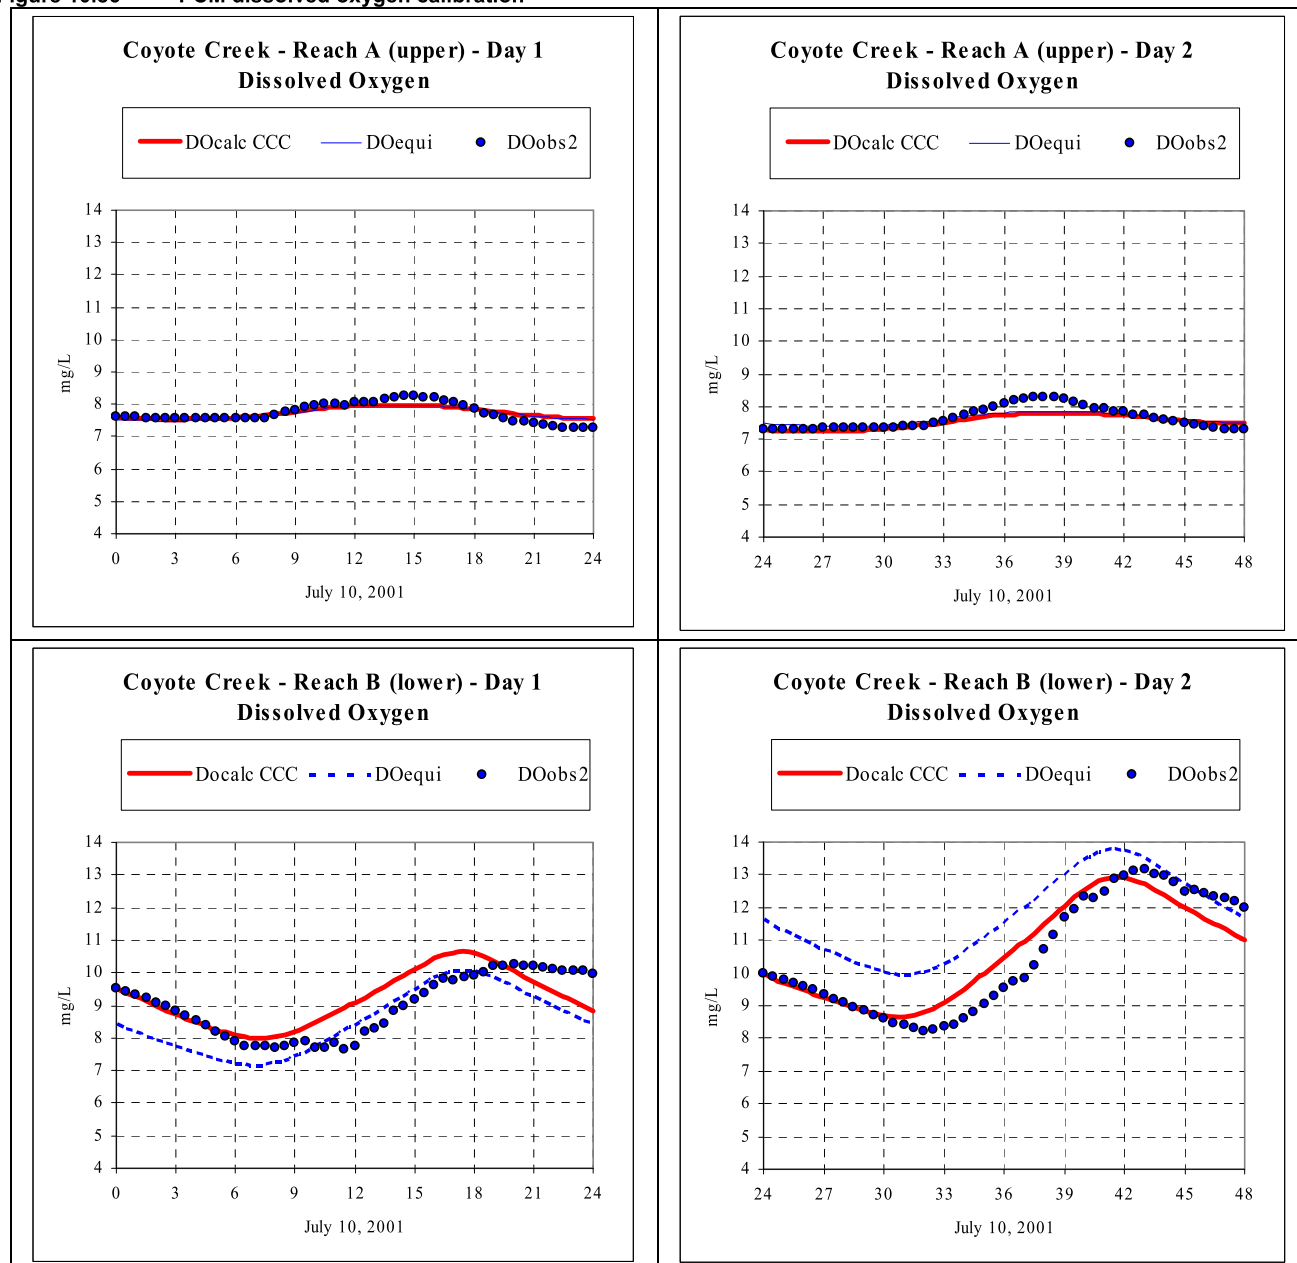 dissolved oxygen calibration
Coyote Creek - Reach A (upper) - Day 1
Dissolved Oxygen
DOcalc CCC DOequi DOobs2
14
13
12
11
10
9
8
7
6
5
4
mg/L
0 3 6 9 12 15 18 21 24
July 10, 2001
Coyote Creek - Reach A (upper) - Day 2
Dissolved Oxygen
DOcalc CCC DOequi DOobs2
14
13
12
11
10
9
8
7
6
5
4
mg/L
24 27 30 33 36 39 42 45 48
July 10, 2001
Coyote Creek - Reach B (lower) - Day 1
Dissolved Oxygen
Docalc CCC DOequi DOobs2
14
13
12
11
10
9
8
7
6
5
4
mg/L
0 3 6 9 12 15 18 21 24
July 10, 2001
Coyote Creek - Reach B (lower) - Day 2
Dissolved Oxygen
Docalc CCC DOequi DOobs2
14
13
12
11
10
9
8
7
6
5
4
mg/L
24 27 30 33 36 39 42 45 48
July 10, 2001